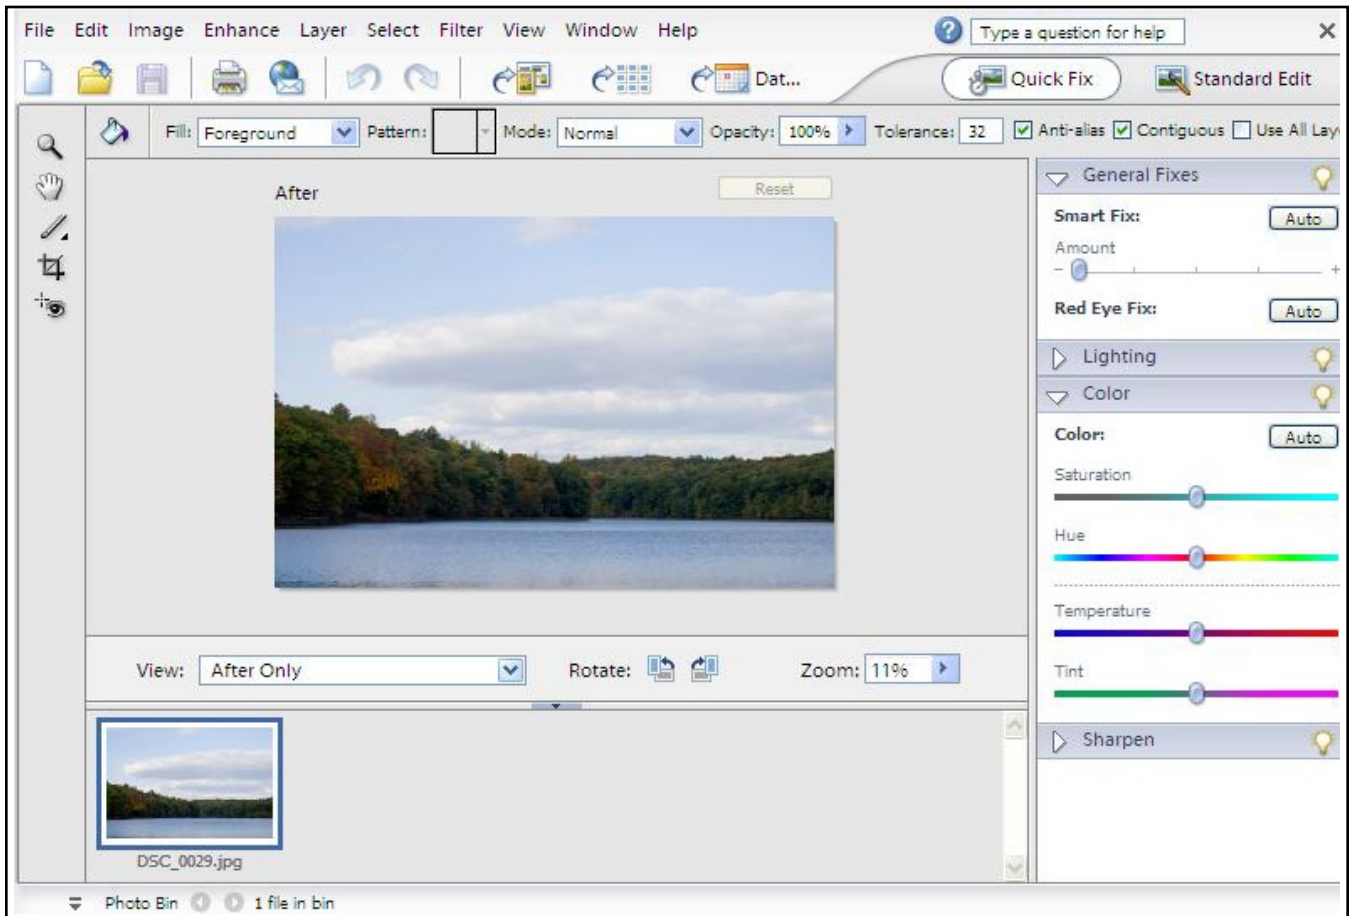 File Edit Image Enhance Layer Select Filter View Window Help
Type a question for help
Dat...
Quick Fix
Standard Edit
Fill: Foreground Pattern: Mode: Normal Opacity: 100% Tolerance: 32 Anti-alias Contiguous Use All Lay
After
Reset
General Fixes
Smart Fix: Auto
Amount
- +
Red Eye Fix: Auto
Lighting
Color
Color: Auto
Saturation
Hue
Temperature
Tint
Sharpen
View: After Only Rotate: Zoom: 11%
DSC_0029.jpg
Photo Bin 1 file in bin